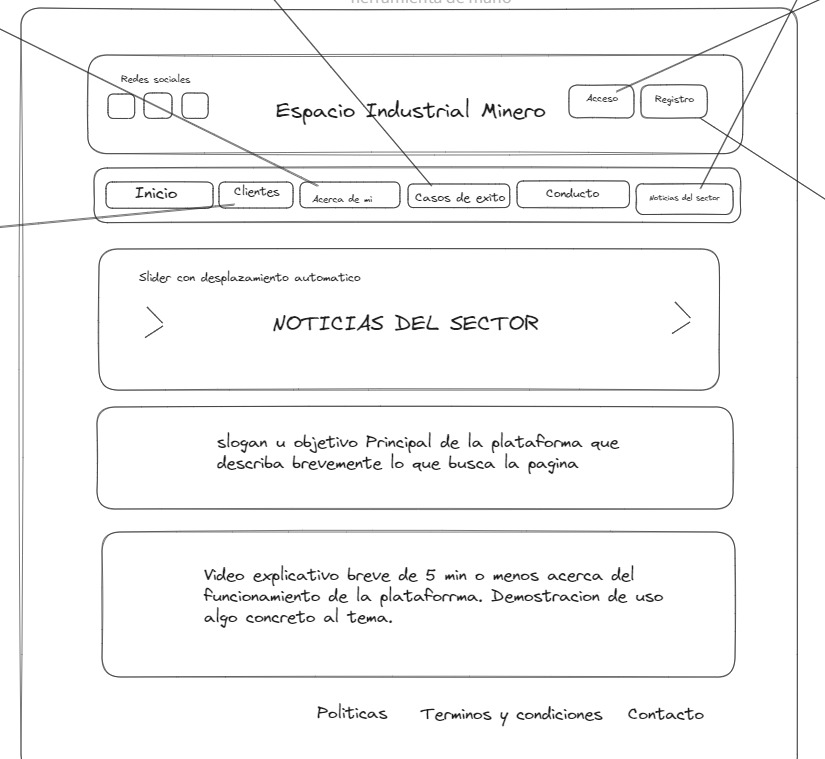 herramienta de mano
Redes sociales
Espacio Industrial Minero
Acceso
Registro
Inicio
Clientes
Acerca de mi
Casos de exito
Conducto
Noticias del sector
Slider con desplazamiento automatico
NOTICIAS DEL SECTOR
slogan u objetivo Principal de la plataforma que
describa brevemente lo que busca la pagina
Video explicativo breve de 5 min o menos acerca del
funcionamiento de la plataforrma. Demostracion de uso
algo concreto al tema.
Politicas
Terminos y condiciones
Contacto